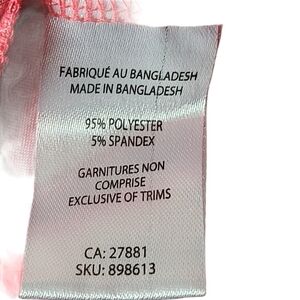 FABRIQUÉ AU BANGLADESH
MADE IN BANGLADESH
95% POLYESTER
5% SPANDEX
GARNITURES NON
COMPRISE
EXCLUSIVE OF TRIMS
CA: 27881
SKU: 898613